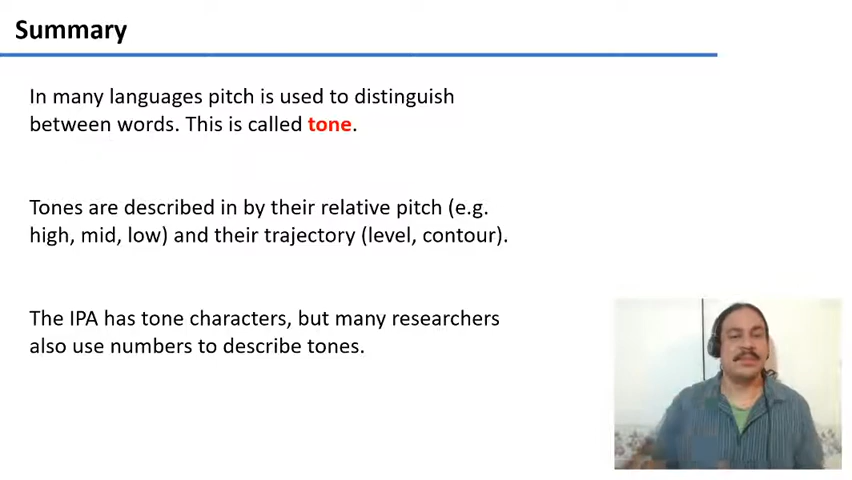 Summary
In many languages pitch is used to distinguish
between words. This is called tone.
Tones are described in by their relative pitch (e.g.
high, mid, low) and their trajectory (level, contour).
The IPA has tone characters, but many researchers
also use numbers to describe tones.